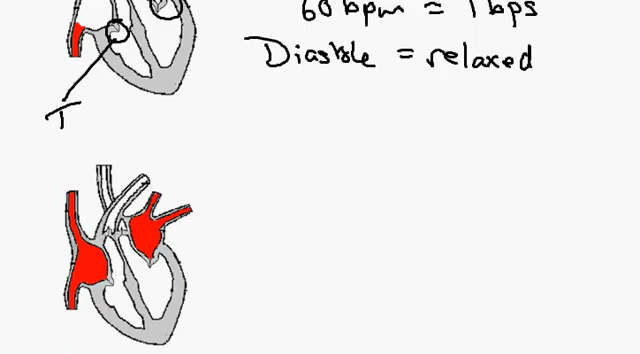 60 bpm = 1 bps
Diastole = relaxed
T